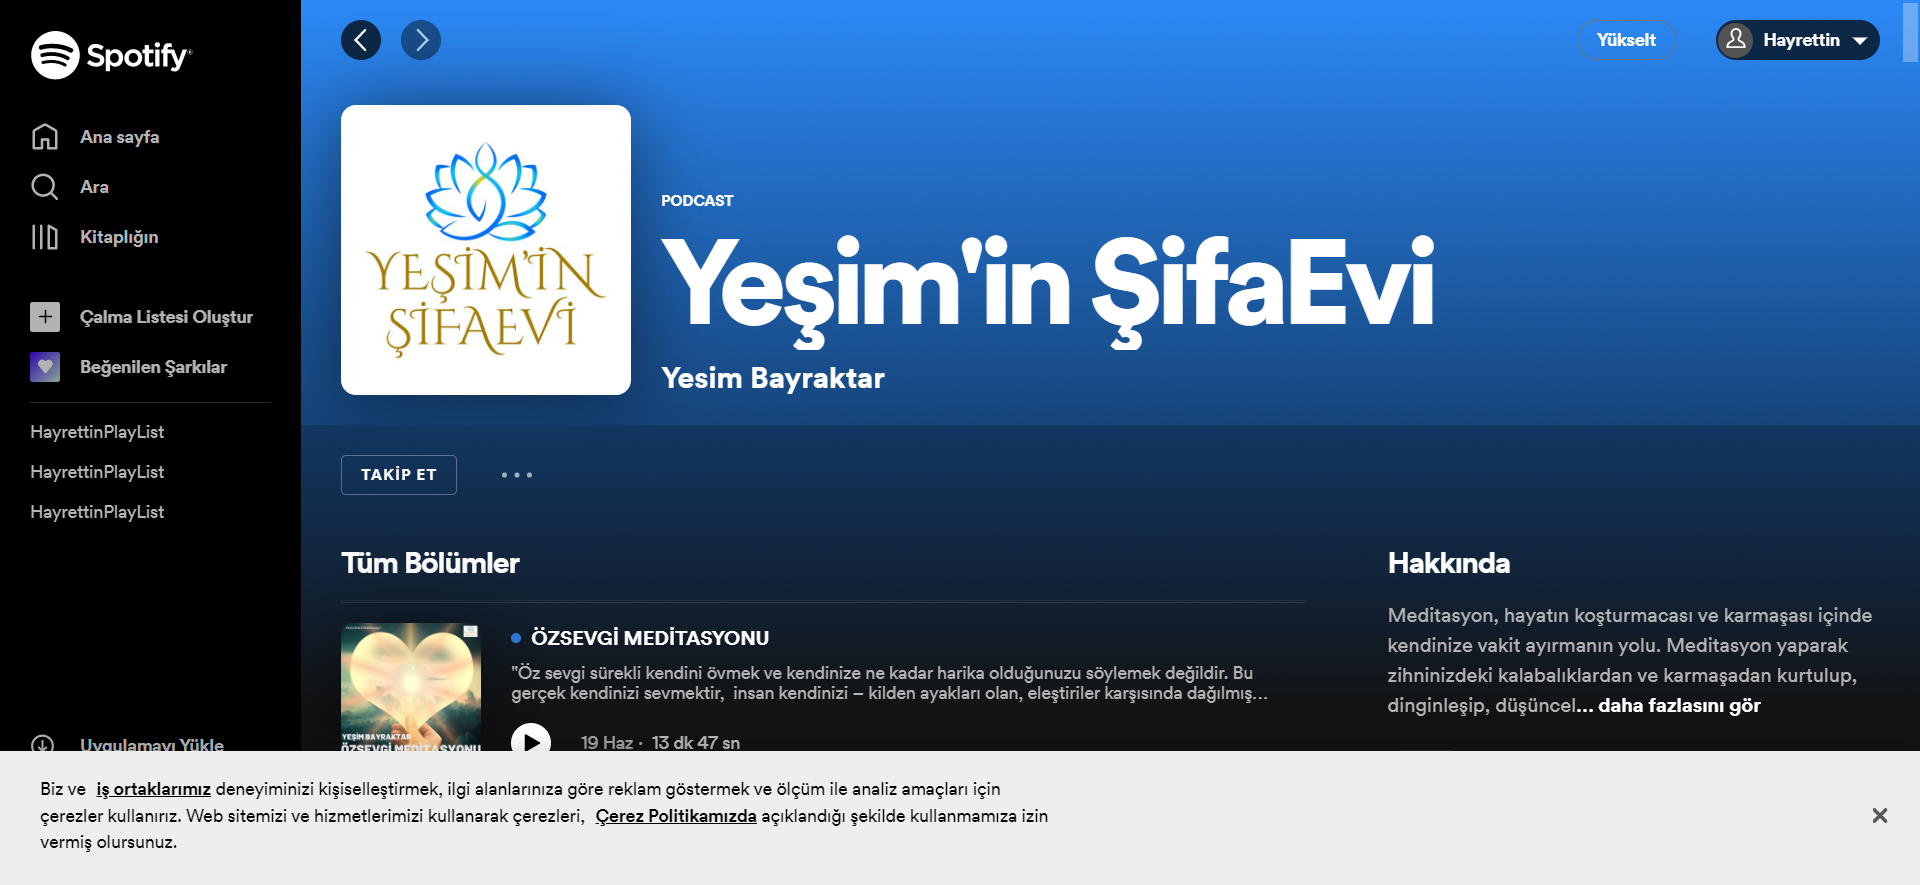 Spotify
Ana sayfa
Ara
Kitaplığın
Çalma Listesi Oluştur
Beğenilen Şarkılar
HayrettinPlayList
HayrettinPlayList
HayrettinPlayList
Uygulamayı Yükle
Yükselt
Hayrettin
YEŞİM'İN
ŞİFAEVİ
PODCAST
Yeşim'in ŞifaEvi
Yesim Bayraktar
TAKİP ET
Tüm Bölümler
YEŞİM BAYRAKTAR
ÖZSEVGİ MEDİTASYONU
ÖZSEVGİ MEDİTASYONU
"Öz sevgi sürekli kendini övmek ve kendinize ne kadar harika olduğunuzu söylemek değildir. Bu
gerçek kendinizi sevmektir,  insan kendinizi – kilden ayakları olan, eleştiriler karşısında dağılmış...
19 Haz · 13 dk 47 sn
Hakkında
Meditasyon, hayatın koşturmacası ve karmaşası içinde
kendinize vakit ayırmanın yolu. Meditasyon yaparak
zihninizdeki kalabalıklardan ve karmaşadan kurtulup,
dinginleşip, düşüncel... daha fazlasını gör
Biz ve iş ortaklarımız deneyiminizi kişiselleştirmek, ilgi alanlarınıza göre reklam göstermek ve ölçüm ile analiz amaçları için
çerezler kullanırız. Web sitemizi ve hizmetlerimizi kullanarak çerezleri, Çerez Politikamızda açıklandığı şekilde kullanmamıza izin
vermiş olursunuz.